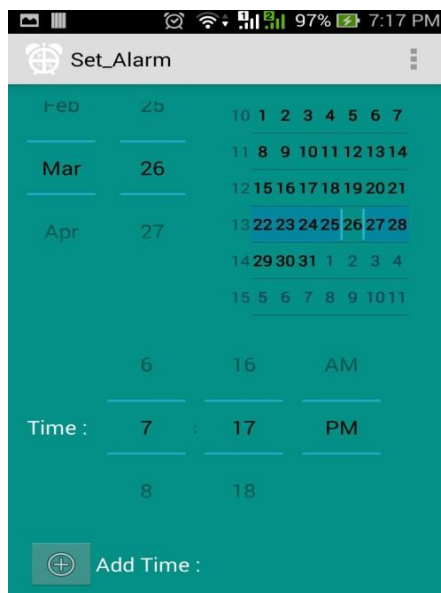 1 2 97% 7:17 PM
Set_Alarm
Feb 25
10 1 2 3 4 5 6 7
11 8 9 10 11 12 13 14
Mar 26
12 15 16 17 18 19 20 21
Apr 27
13 22 23 24 25 26 27 28
14 29 30 31 1 2 3 4
15 5 6 7 8 9 10 11
6 16 AM
Time : 7 : 17 PM
8 18
Add Time :